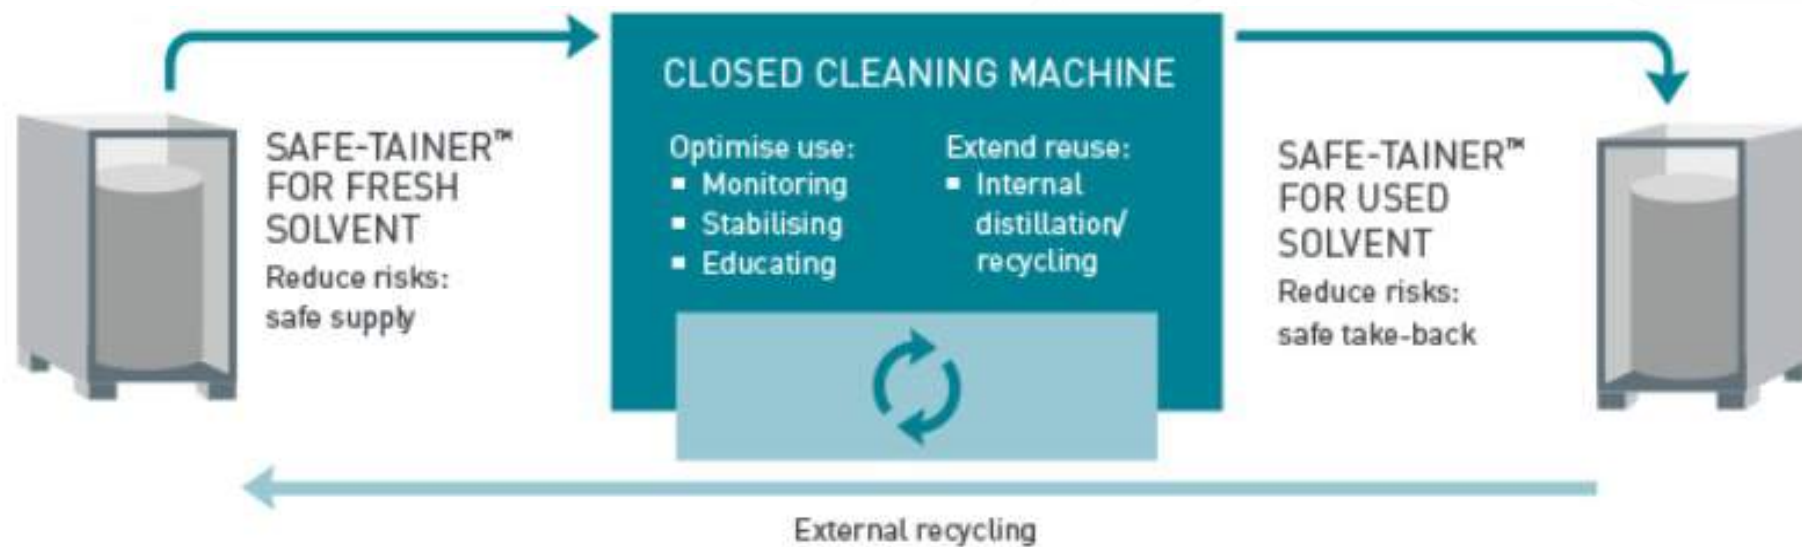 SAFE-TAINER™
FOR FRESH
SOLVENT
Reduce risks:
safe supply
CLOSED CLEANING MACHINE
Optimise use:
▪ Monitoring
▪ Stabilising
▪ Educating
Extend reuse:
▪ Internal
distillation/
recycling
SAFE-TAINER™
FOR USED
SOLVENT
Reduce risks:
safe take-back
External recycling